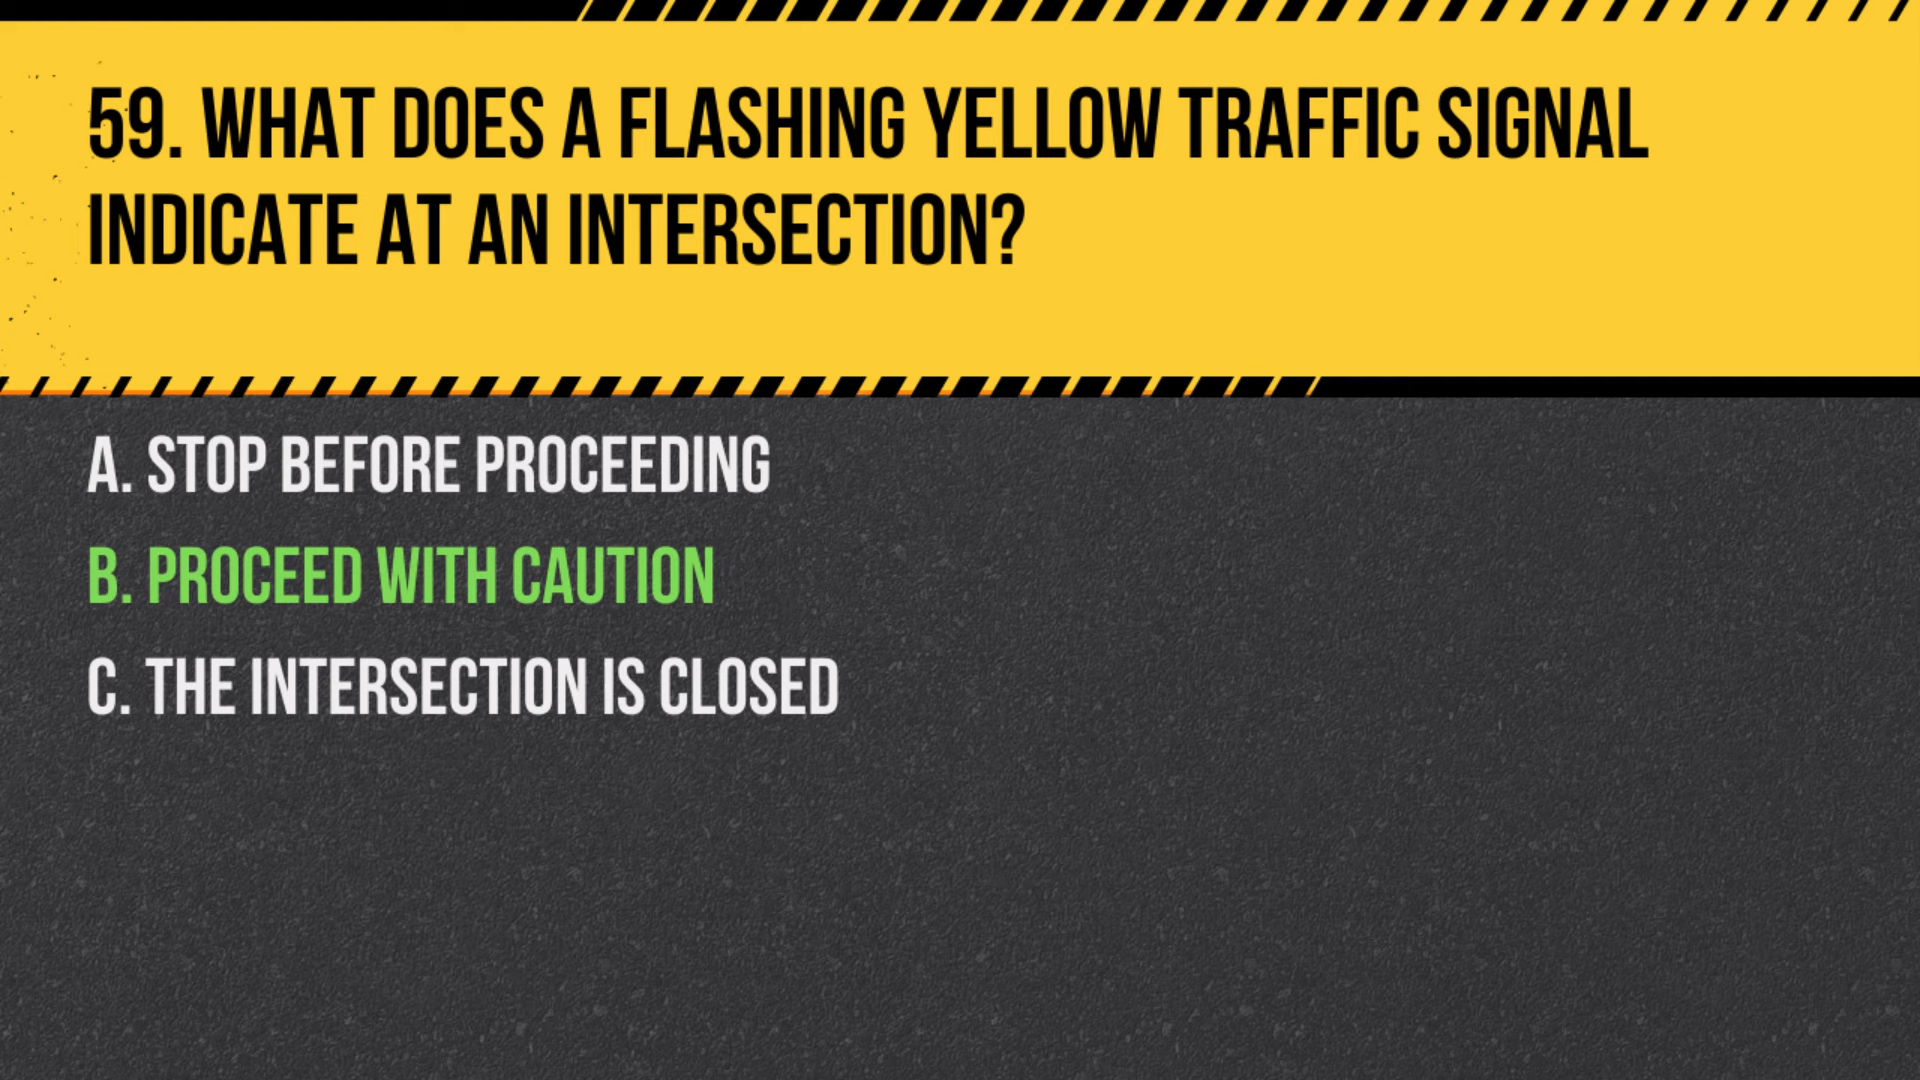 59. WHAT DOES A FLASHING YELLOW TRAFFIC SIGNAL
INDICATE AT AN INTERSECTION?
A. STOP BEFORE PROCEEDING
B. PROCEED WITH CAUTION
C. THE INTERSECTION IS CLOSED